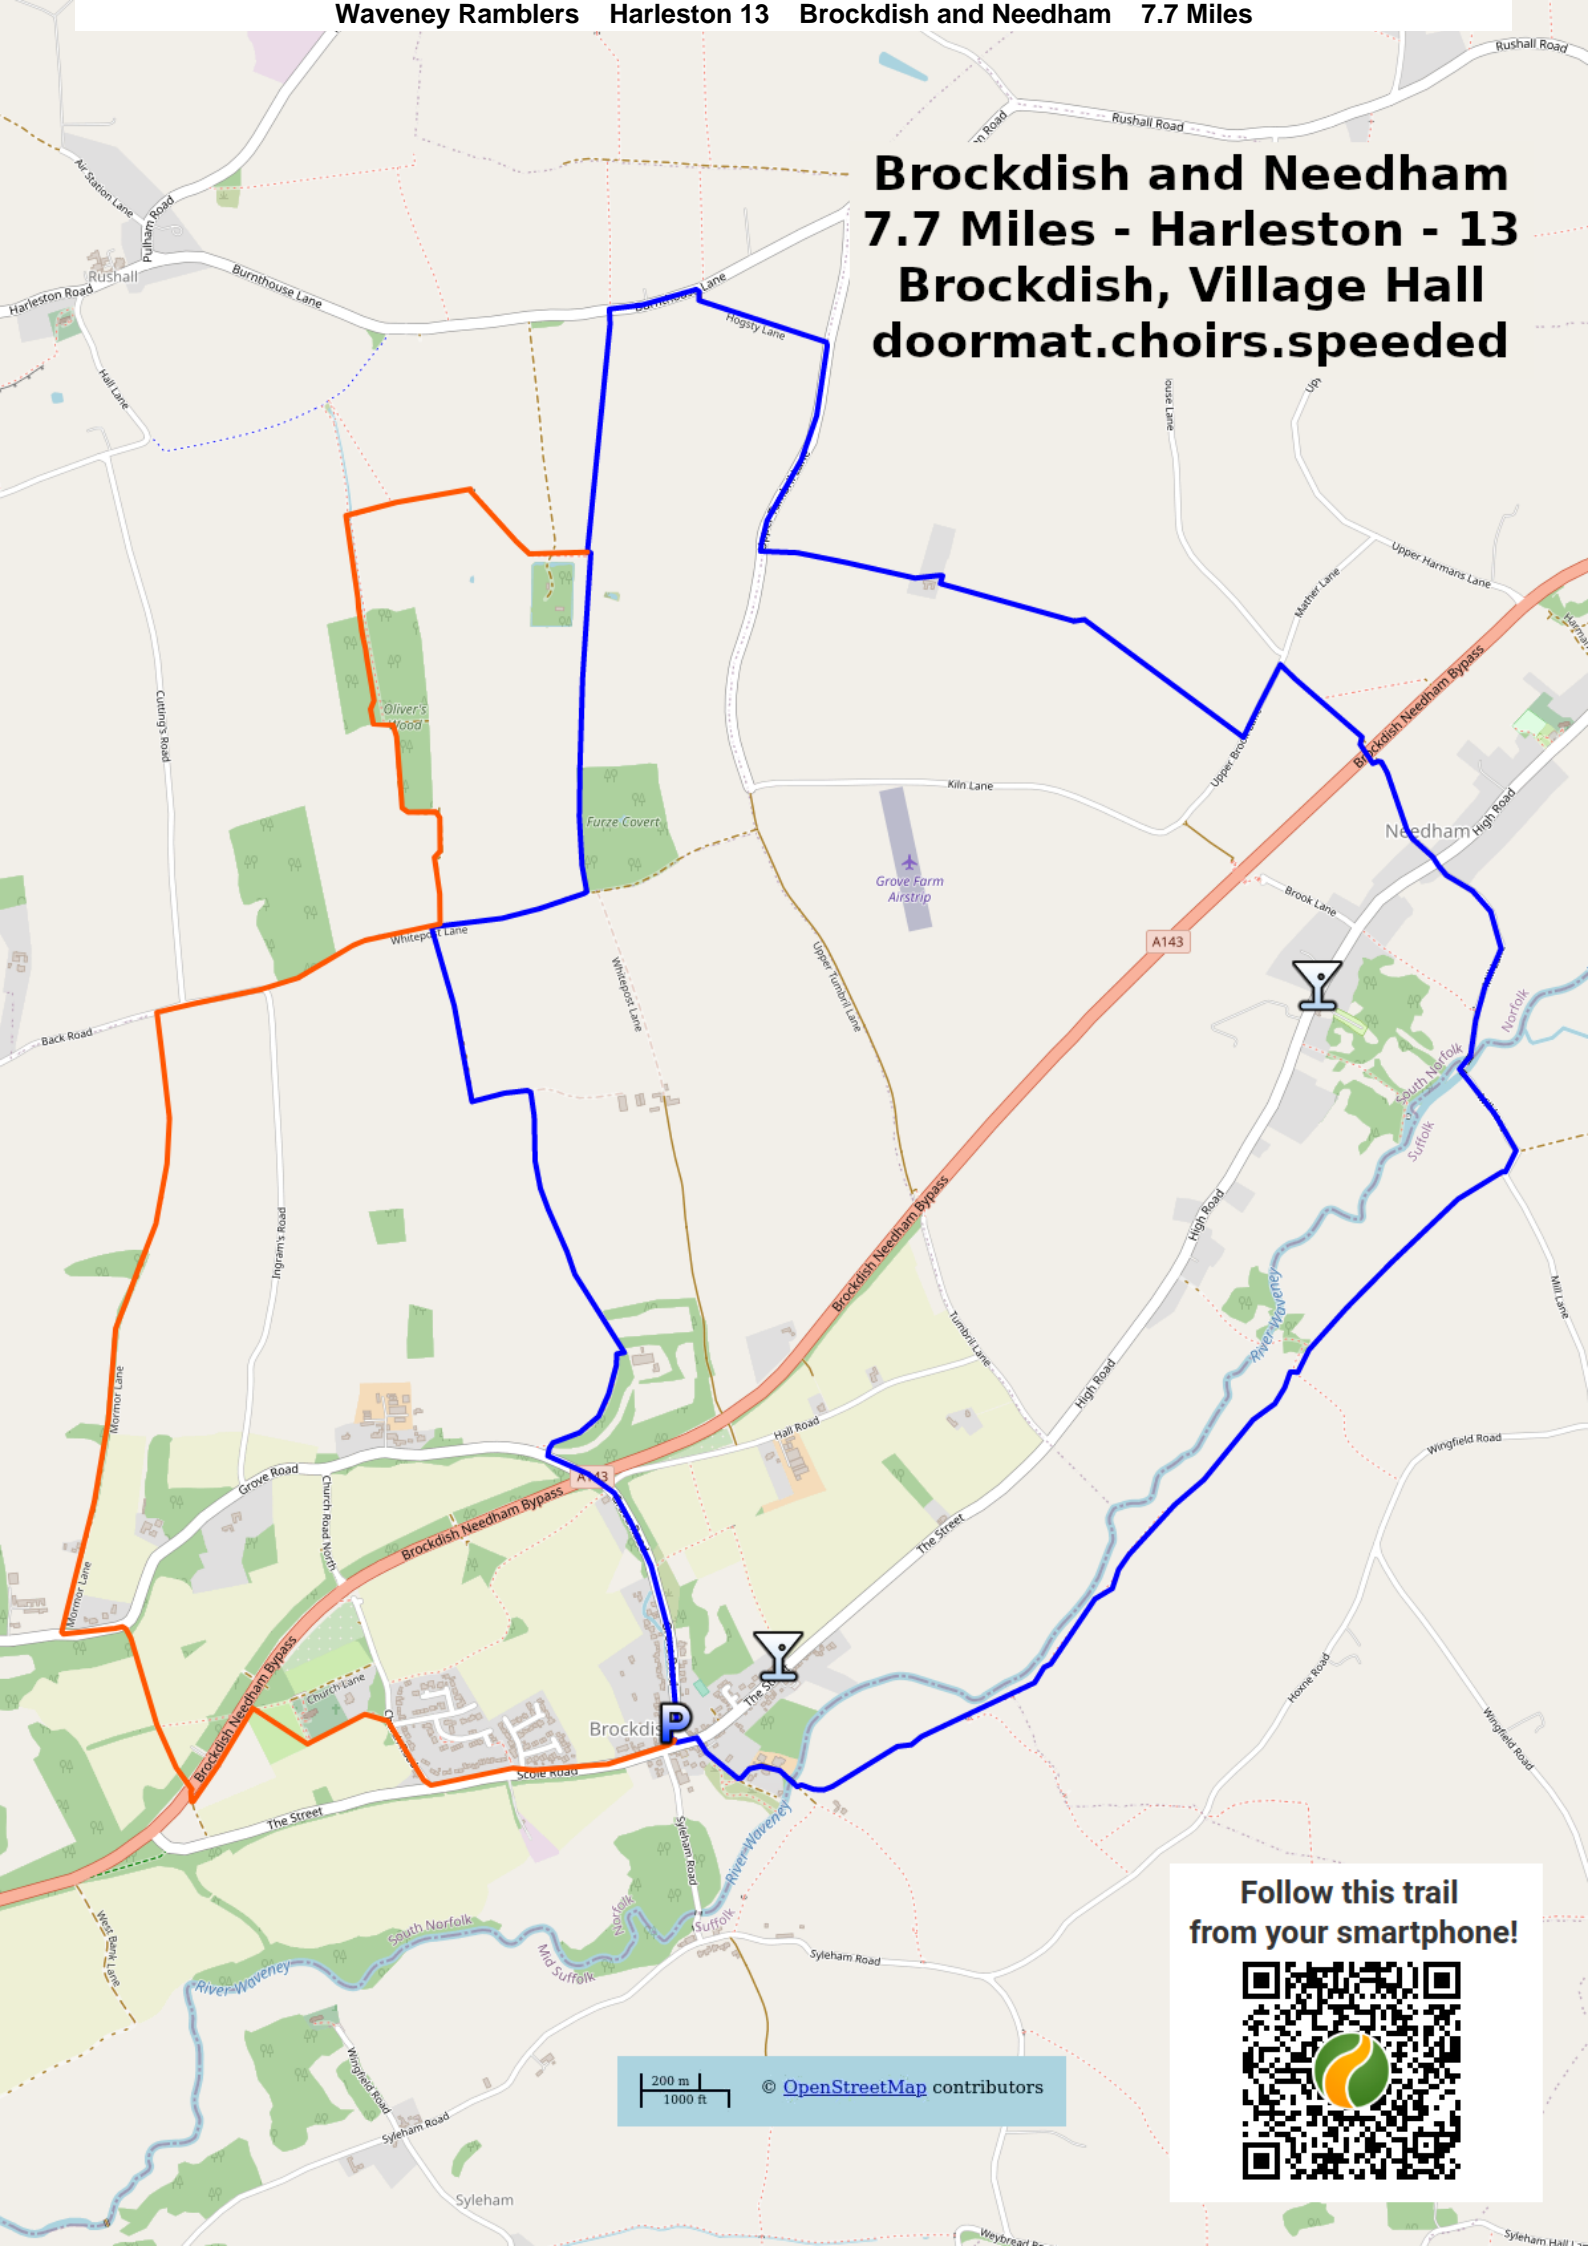 Waveney Ramblers Harleston 13 Brockdish and Needham 7.7 Miles
Rushall Road
Rushall Road
Brockdish and Needham
7.7 Miles - Harleston - 13
Brockdish, Village Hall
doormat.choirs.speeded
Air Station Lane
Pulham Road
Rushall
Harleston Road
Burnthouse Lane
Hogsty Lane
Hall Lane
Upper Harmans Lane
Mather Lane
Brockdish Needham Bypass
Brockdish Needham Bypass
Cutting's Road
Oliver's
Wood
Kiln Lane
Needham
High Road
Furze Covert
Grove Farm
Airstrip
Brook Lane
A143
Whitepost Lane
Whitepost Lane
Upper Tumbril Lane
Back Road
Norfolk
South Norfolk
Suffolk
Ingram's Road
High Road
Brockdish Needham Bypass
River Waveney
Mill Lane
Tumbril Lane
Mormor Lane
High Road
Hall Road
Wingfield Road
Grove Road
A143
Church Road North
Brockdish Needham Bypass
The Street
Mormor Lane
Brockdish Needham Bypass
Church Lane
Hoxne Road
Wingfield Road
P
Scole Road
The Street
Syleham Road
River Waveney
West Bank Lane
South Norfolk
Norfolk
Suffolk
Mid Suffolk
Syleham Road
River Waveney
Follow this trail
from your smartphone!
Wingfield Road
Syleham Road
200 m
1000 ft
© OpenStreetMap contributors
Syleham